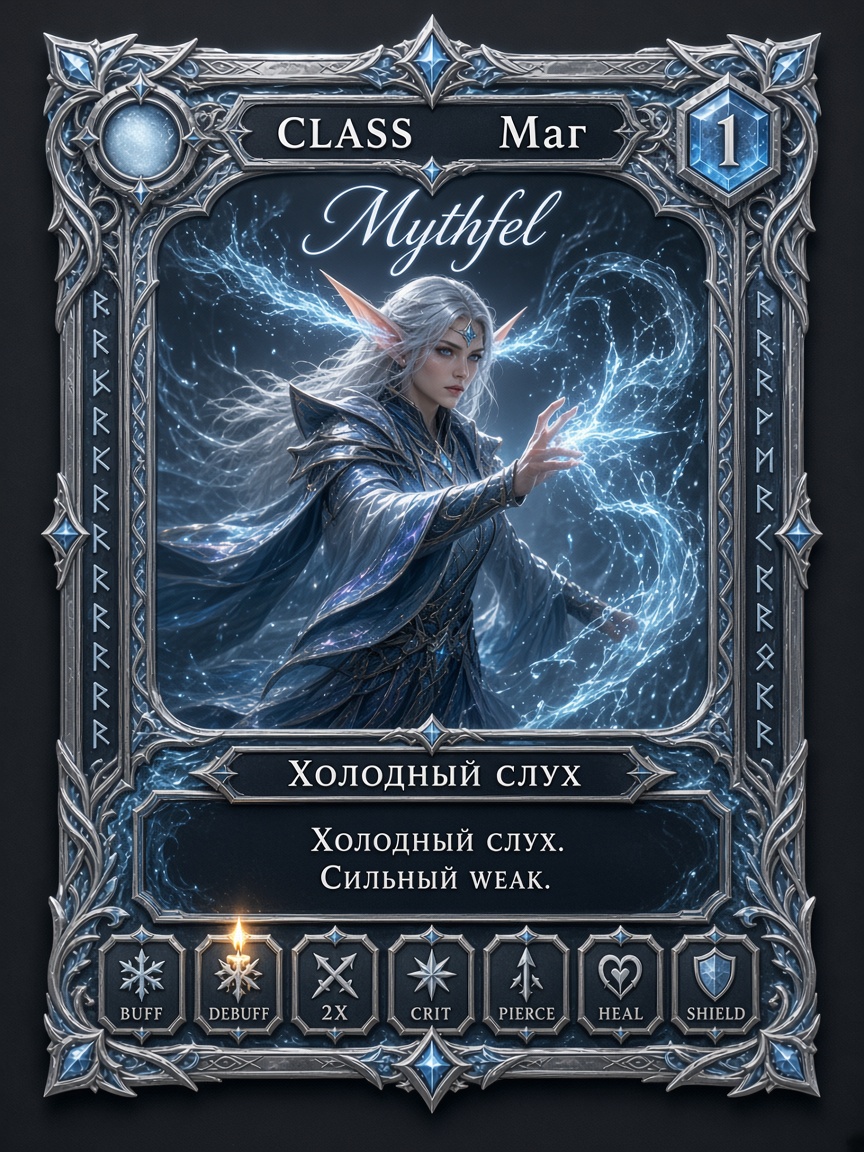 CLASS Маг
1
Mythfel
Холодный слух
Холодный слух.
Сильный weak.
BUFF DEBUFF 2X CRIT PIERCE HEAL SHIELD